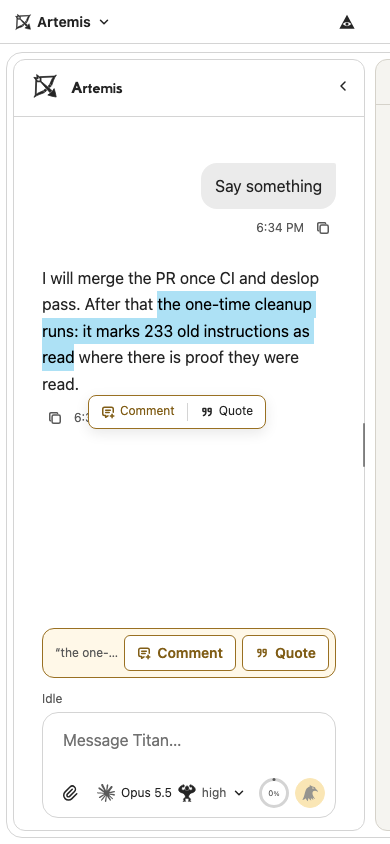 Artemis
Artemis
Say something
6:34 PM
I will merge the PR once CI and deslop
pass. After that the one-time cleanup
runs: it marks 233 old instructions as
read where there is proof they were
read.
Comment
Quote
“the one-...
Comment
Quote
Idle
Message Titan...
Opus 5.5
high
0%